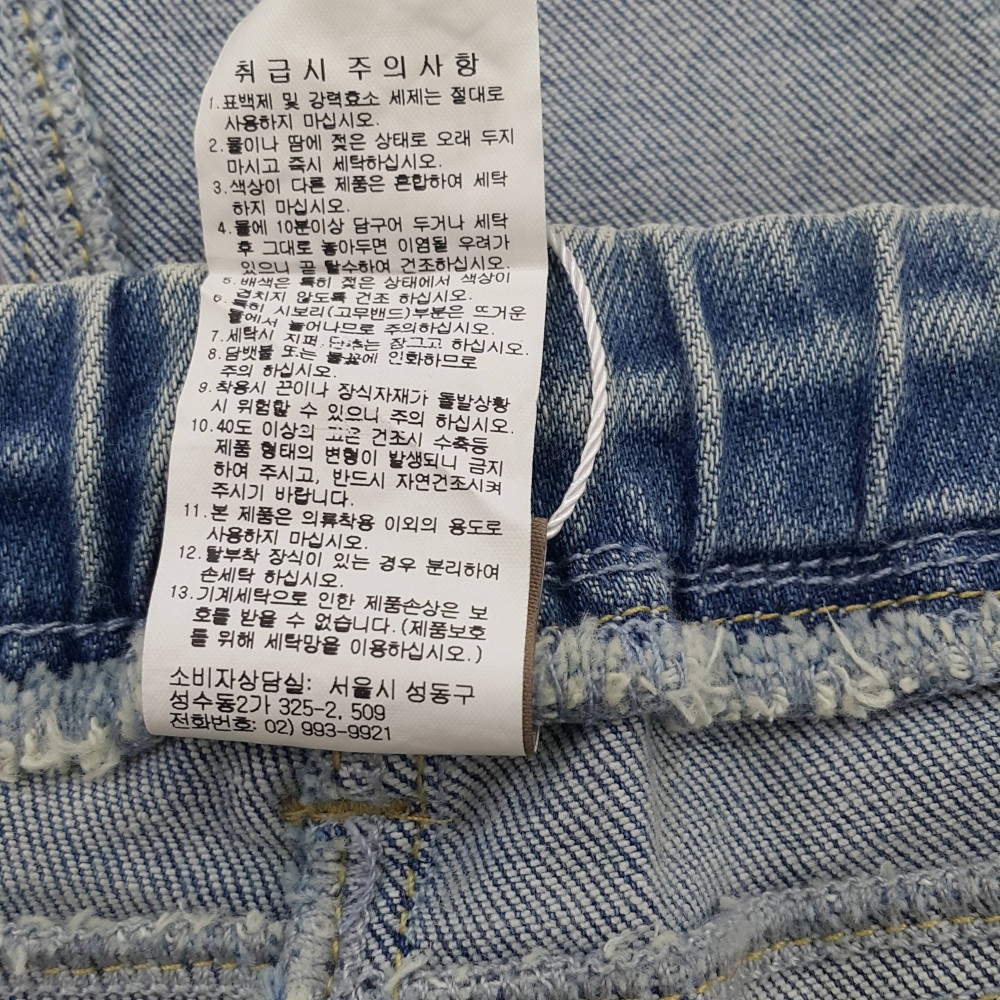 취급시 주의사항
1.표백제 및 강력효소 세제는 절대로
사용하지 마십시오.
2.물이나 땀에 젖은 상태로 오래 두지
마시고 즉시 세탁하십시오.
3.색상이 다른 제품은 혼합하여 세탁
하지 마십시오.
4.물에 10분이상 담구어 두거나 세탁
후 그대로 놓아두면 이염될 우려가
있으니 곧 탈수하여 건조하십시오.
5.배색은 특히 젖은 상태에서 색상이
겹치지 않도록 건조 하십시오.
6.특히 시보리(고무밴드)부분은 뜨거운
물에서 늘어나므로 주의하십시오.
7.세탁시 지퍼,단추는 잠그고 하십시오.
8.담뱃불 또는 불꽃에 인화하므로
주의 하십시오.
9.착용시 끈이나 장식자재가 돌발상황
시 위험할 수 있으니 주의 하십시오.
10.40도 이상의 고온 건조시 수축등
제품 형태의 변형이 발생되니 금지
하여 주시고, 반드시 자연건조시켜
주시기 바랍니다.
11.본 제품은 의류착용 이외의 용도로
사용하지 마십시오.
12.탈부착 장식이 있는 경우 분리하여
손세탁 하십시오.
13.기계세탁으로 인한 제품손상은 보
호를 받을 수 없습니다.(제품보호
를 위해 세탁망을 이용하십시오.)
소비자상담실: 서울시 성동구
성수동2가 325-2, 509
전화번호: 02) 993-9921